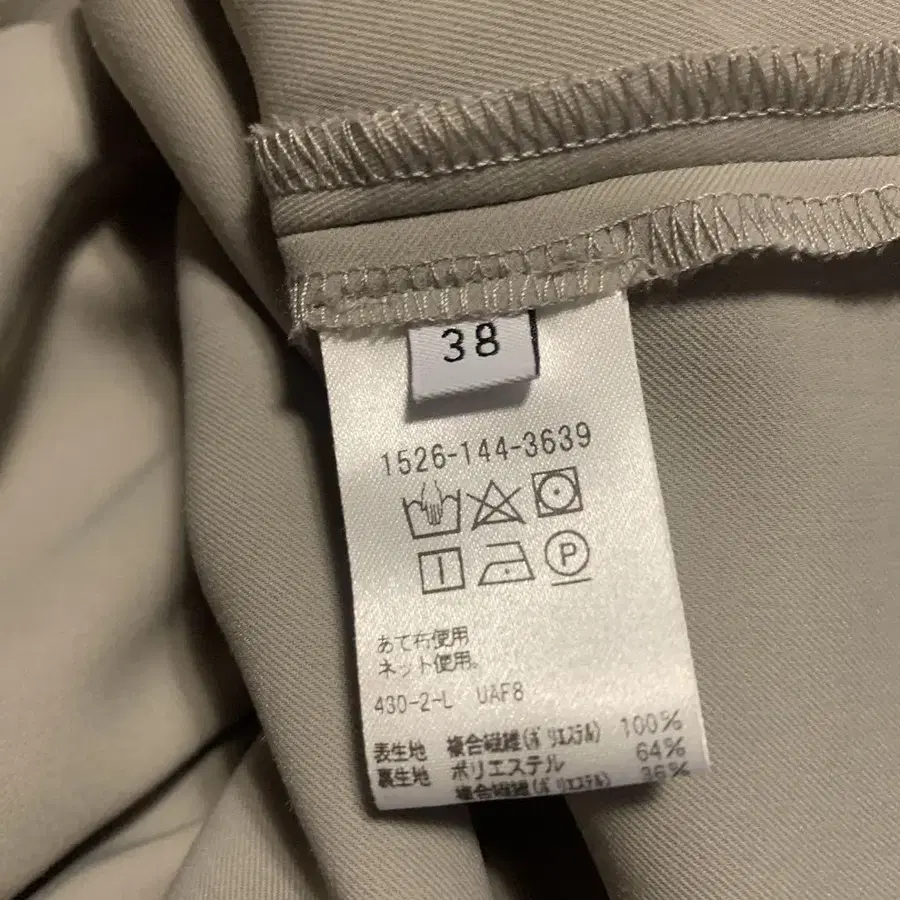 38
1526-144-3639
P
あて布使用
ネット使用。
430-2-L UAF8
表生地 複合繊維(ポリエステル) 100%
裏生地 ポリエステル 64%
複合繊維(ポリエステル) 36%